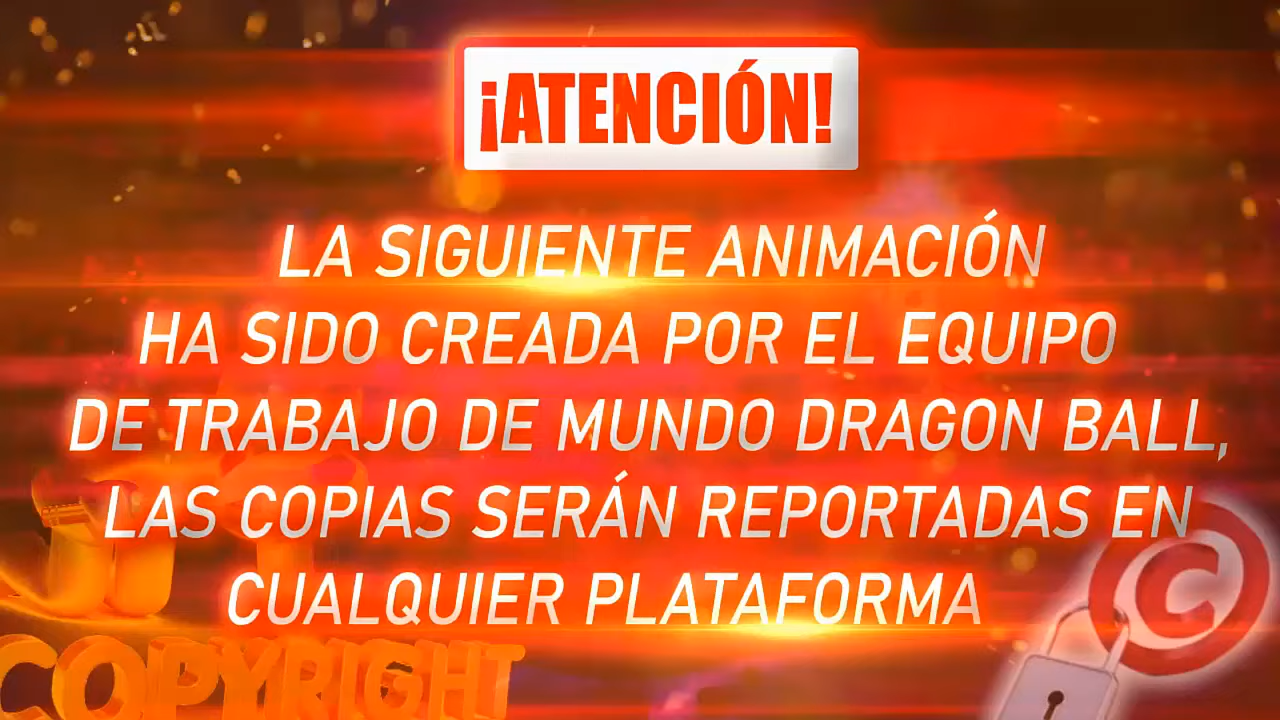 ¡ATENCIÓN!
LA SIGUIENTE ANIMACIÓN
HA SIDO CREADA POR EL EQUIPO
DE TRABAJO DE MUNDO DRAGON BALL,
LAS COPIAS SERÁN REPORTADAS EN
CUALQUIER PLATAFORMA
COPYRIGHT
C